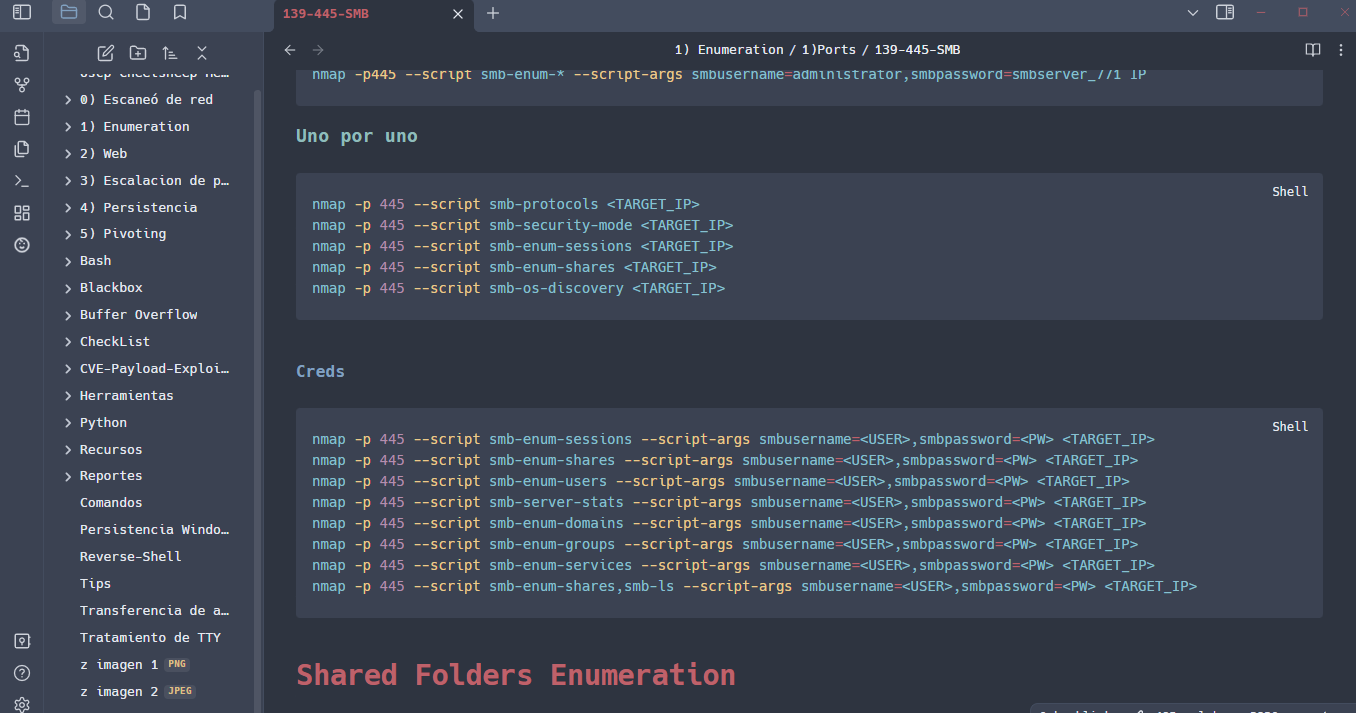 139-445-SMB
1) Enumeration / 1)Ports / 139-445-SMB
0) Escaneó de red
1) Enumeration
2) Web
3) Escalacion de p…
4) Persistencia
5) Pivoting
Bash
Blackbox
Buffer Overflow
CheckList
CVE-Payload-Exploi…
Herramientas
Python
Recursos
Reportes
Comandos
Persistencia Windo…
Reverse-Shell
Tips
Transferencia de a…
Tratamiento de TTY
z imagen 1 PNG
z imagen 2 JPEG
nmap -p445 --script smb-enum-* --script-args smbusername=administrator,smbpassword=smbserver_771 IP
Uno por uno
Shell
nmap -p 445 --script smb-protocols <TARGET_IP>
nmap -p 445 --script smb-security-mode <TARGET_IP>
nmap -p 445 --script smb-enum-sessions <TARGET_IP>
nmap -p 445 --script smb-enum-shares <TARGET_IP>
nmap -p 445 --script smb-os-discovery <TARGET_IP>
Creds
Shell
nmap -p 445 --script smb-enum-sessions --script-args smbusername=<USER>,smbpassword=<PW> <TARGET_IP>
nmap -p 445 --script smb-enum-shares --script-args smbusername=<USER>,smbpassword=<PW> <TARGET_IP>
nmap -p 445 --script smb-enum-users --script-args smbusername=<USER>,smbpassword=<PW> <TARGET_IP>
nmap -p 445 --script smb-server-stats --script-args smbusername=<USER>,smbpassword=<PW> <TARGET_IP>
nmap -p 445 --script smb-enum-domains --script-args smbusername=<USER>,smbpassword=<PW> <TARGET_IP>
nmap -p 445 --script smb-enum-groups --script-args smbusername=<USER>,smbpassword=<PW> <TARGET_IP>
nmap -p 445 --script smb-enum-services --script-args smbusername=<USER>,smbpassword=<PW> <TARGET_IP>
nmap -p 445 --script smb-enum-shares,smb-ls --script-args smbusername=<USER>,smbpassword=<PW> <TARGET_IP>
Shared Folders Enumeration